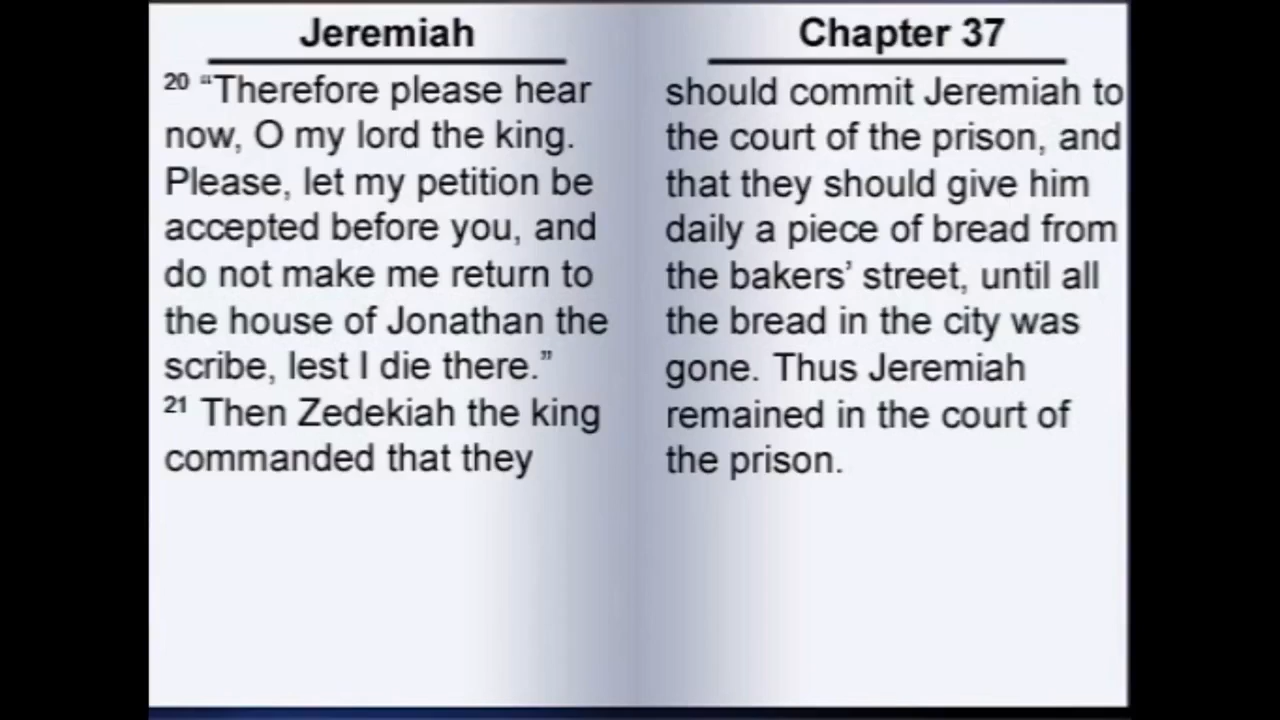 Jeremiah
20 “Therefore please hear
now, O my lord the king.
Please, let my petition be
accepted before you, and
do not make me return to
the house of Jonathan the
scribe, lest I die there.”
21 Then Zedekiah the king
commanded that they
Chapter 37
should commit Jeremiah to
the court of the prison, and
that they should give him
daily a piece of bread from
the bakers’ street, until all
the bread in the city was
gone. Thus Jeremiah
remained in the court of
the prison.